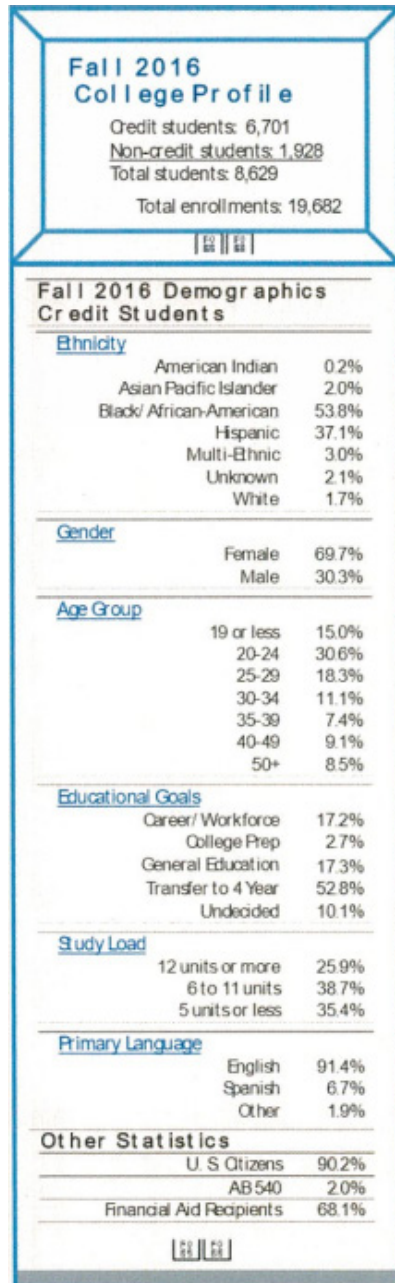 Fall 2016
College Profile
Credit students: 6,701
Non-credit students: 1,928
Total students: 8,629
Total enrollments: 19,682
Fall 2016 Demographics
Credit Students
Ethnicity
American Indian 0.2%
Asian Pacific Islander 2.0%
Black/African-American 53.8%
Hispanic 37.1%
Multi-Ethnic 3.0%
Unknown 2.1%
White 1.7%
Gender
Female 69.7%
Male 30.3%
Age Group
19 or less 15.0%
20-24 30.6%
25-29 18.3%
30-34 11.1%
35-39 7.4%
40-49 9.1%
50+ 8.5%
Educational Goals
Career/Workforce 17.2%
College Prep 2.7%
General Education 17.3%
Transfer to 4 Year 52.8%
Undecided 10.1%
Study Load
12 units or more 25.9%
6 to 11 units 38.7%
5 units or less 35.4%
Primary Language
English 91.4%
Spanish 6.7%
Other 1.9%
Other Statistics
U. S. Citizens 90.2%
AB 540 2.0%
Financial Aid Recipients 68.1%